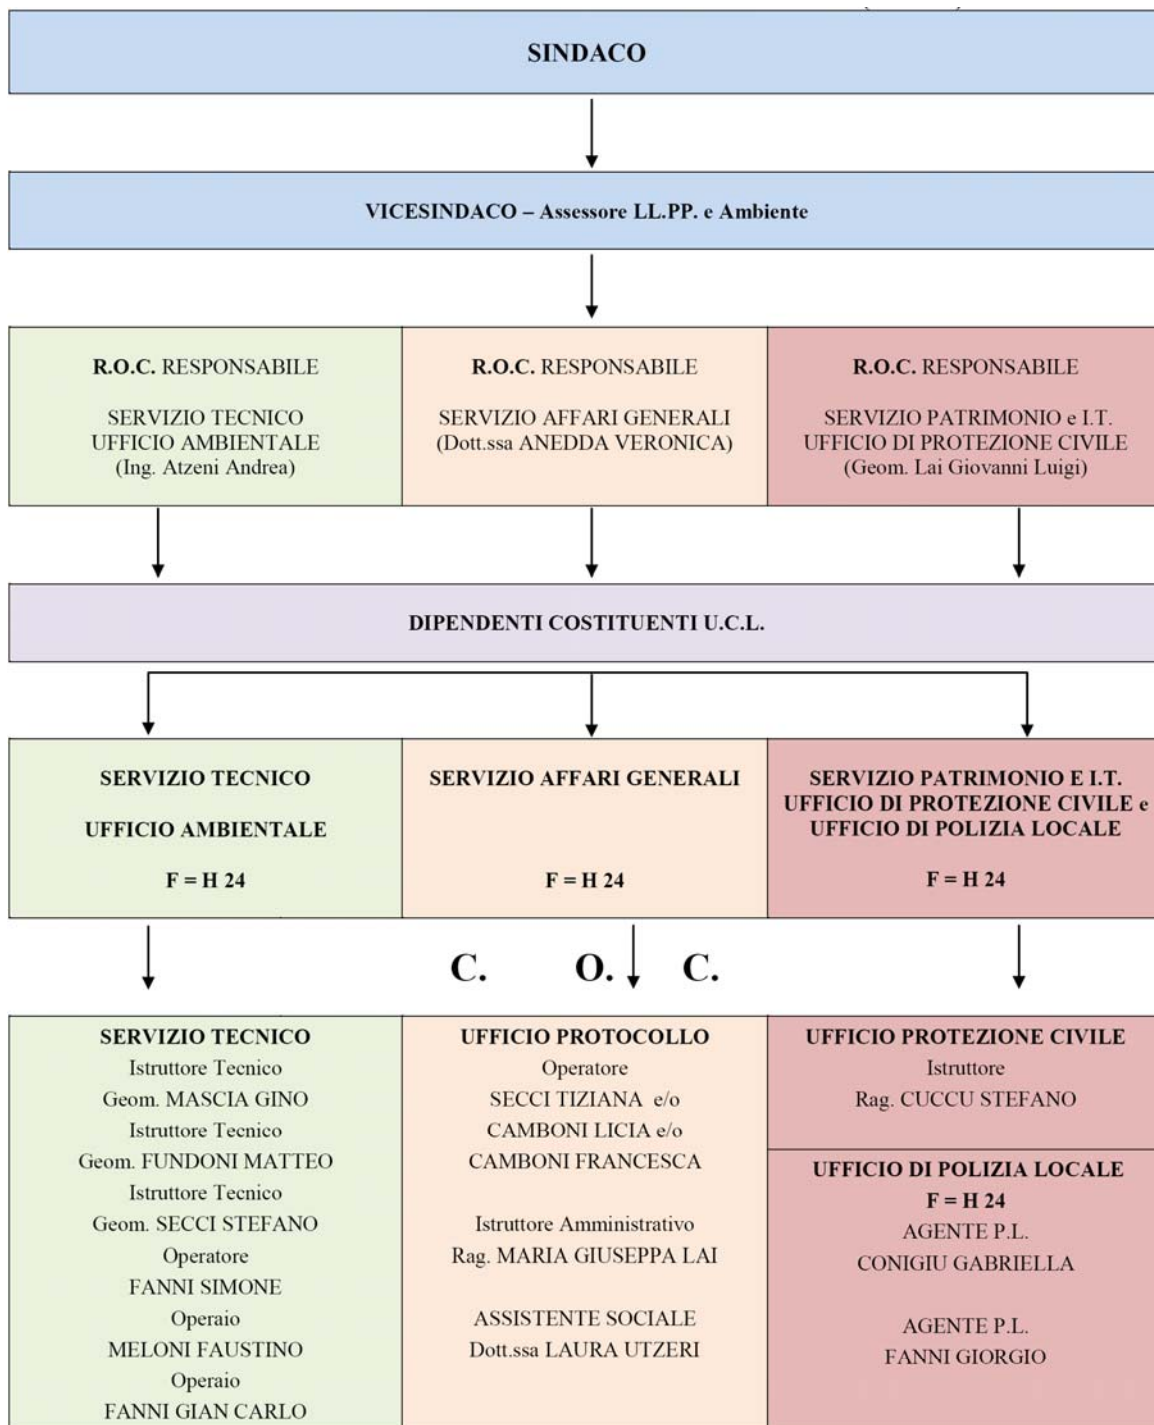 SINDACO
VICESINDACO – Assessore LL.PP. e Ambiente
R.O.C. RESPONSABILE
SERVIZIO TECNICO
UFFICIO AMBIENTALE
(Ing. Atzeni Andrea)
R.O.C. RESPONSABILE
SERVIZIO AFFARI GENERALI
(Dott.ssa ANEDDA VERONICA)
R.O.C. RESPONSABILE
SERVIZIO PATRIMONIO e I.T.
UFFICIO DI PROTEZIONE CIVILE
(Geom. Lai Giovanni Luigi)
DIPENDENTI COSTITUENTI U.C.L.
SERVIZIO TECNICO
UFFICIO AMBIENTALE
F = H 24
SERVIZIO AFFARI GENERALI
F = H 24
SERVIZIO PATRIMONIO E I.T.
UFFICIO DI PROTEZIONE CIVILE e
UFFICIO DI POLIZIA LOCALE
F = H 24
C. O. C.
SERVIZIO TECNICO
Istruttore Tecnico
Geom. MASCIA GINO
Istruttore Tecnico
Geom. FUNDONI MATTEO
Istruttore Tecnico
Geom. SECCI STEFANO
Operatore
FANNI SIMONE
Operaio
MELONI FAUSTINO
Operaio
FANNI GIAN CARLO
UFFICIO PROTOCOLLO
Operatore
SECCI TIZIANA e/o
CAMBONI LICIA e/o
CAMBONI FRANCESCA
Istruttore Amministrativo
Rag. MARIA GIUSEPPA LAI
ASSISTENTE SOCIALE
Dott.ssa LAURA UTZERI
UFFICIO PROTEZIONE CIVILE
Istruttore
Rag. CUCCU STEFANO
UFFICIO DI POLIZIA LOCALE
F = H 24
AGENTE P.L.
CONIGIU GABRIELLA
AGENTE P.L.
FANNI GIORGIO